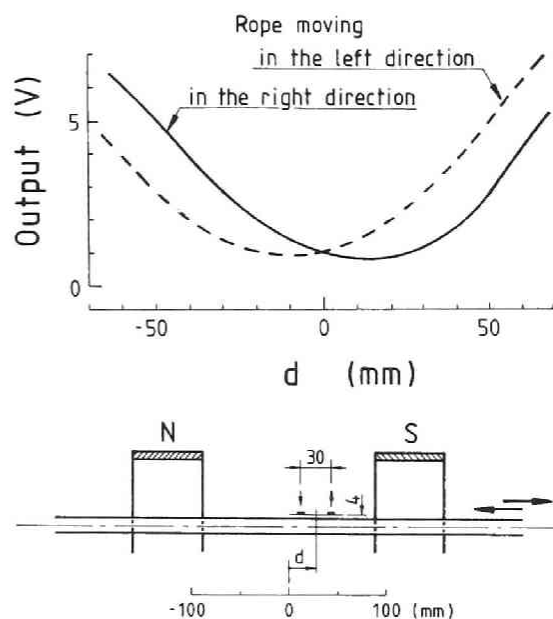 Rope moving
in the left direction
in the right direction
Output (V)
5
0
-50 0 50
d (mm)
N S
30
4
d
-100 0 100 (mm)